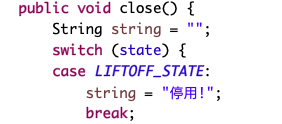 public void close() {
String string = "";
switch (state) {
case LIFTOFF_STATE:
string = "停用!";
break;